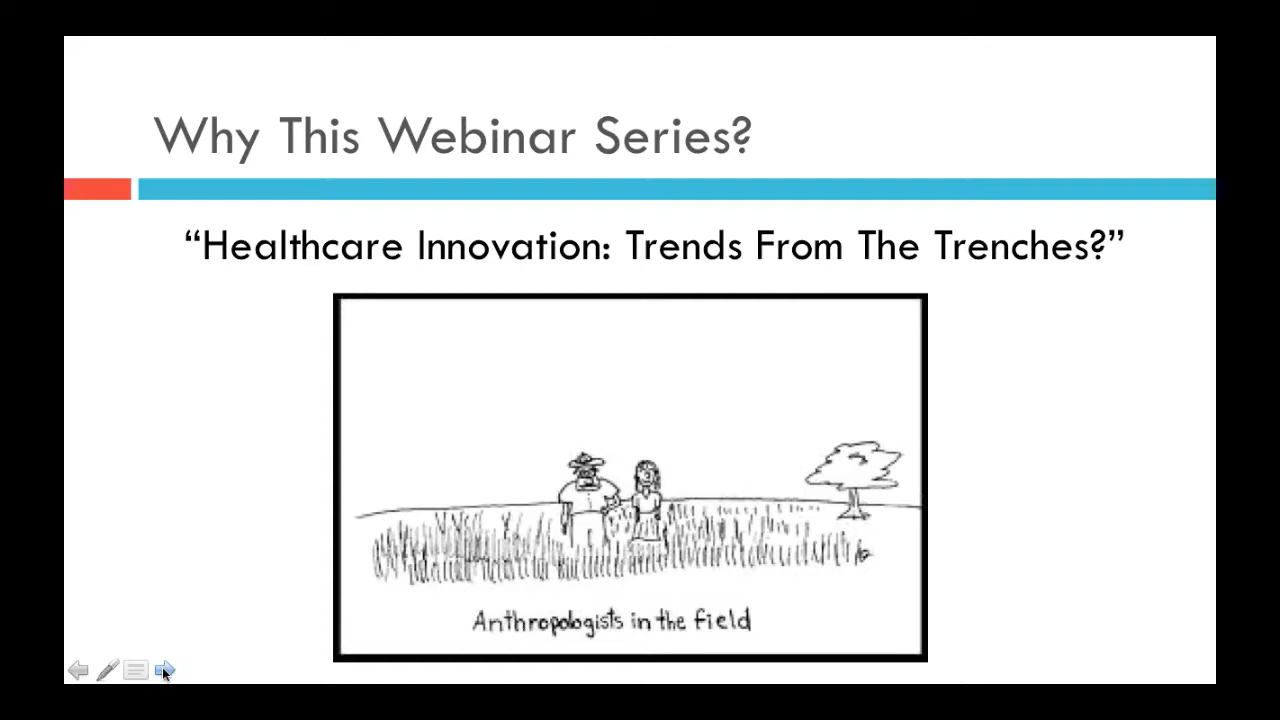 Why This Webinar Series?
“Healthcare Innovation: Trends From The Trenches?”
Anthropologists in the field